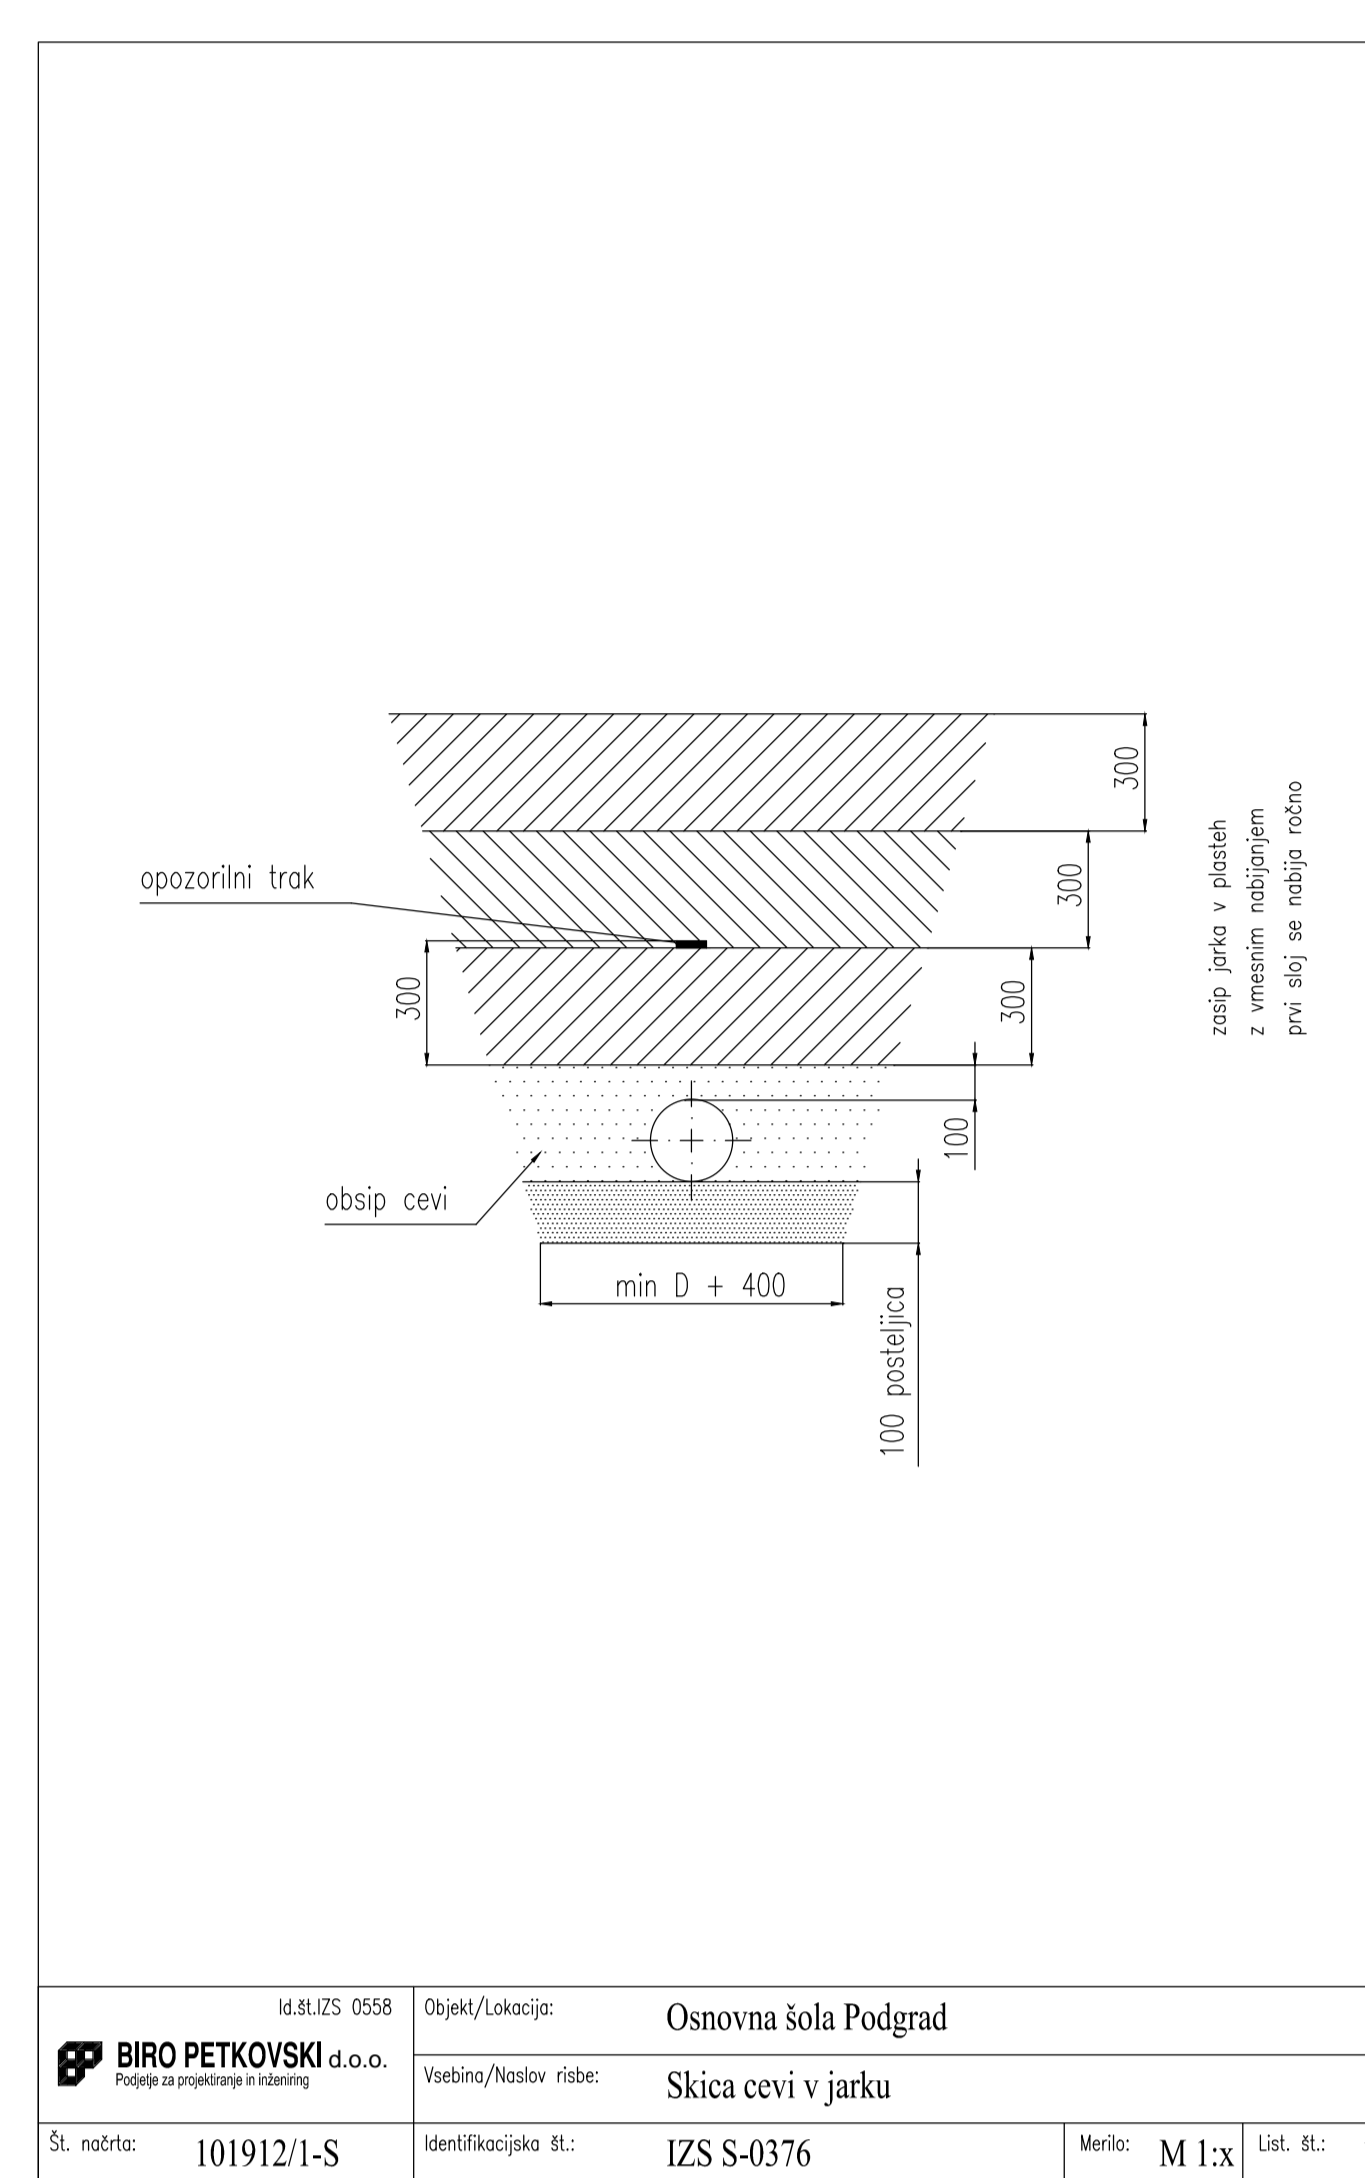 300
300
opozorilni trak
300
300
zasip jarka v plasteh
z vmesnim nabijanjem
prvi sloj se nabija ročno
100
obsip cevi
min D + 400
100 posteljica
Id.št.IZS 0558
BIRO PETKOVSKI d.o.o.
Podjetje za projektiranje in inženiring
Objekt/Lokacija: Osnovna šola Podgrad
Vsebina/Naslov risbe: Skica cevi v jarku
Št. načrta: 101912/1-S
Identifikacijska št.: IZS S-0376
Merilo: M 1:x
List. št.: